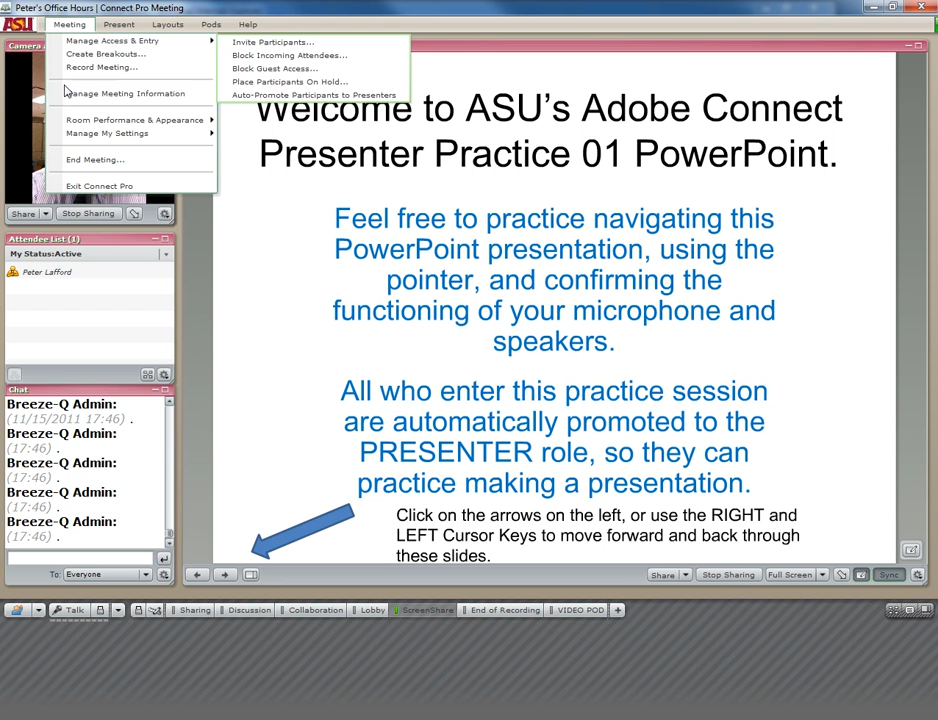 Peter's Office Hours | Connect Pro Meeting
ASU
Meeting Present Layouts Pods Help
Camera
Manage Access & Entry
Create Breakouts...
Record Meeting...
Manage Meeting Information
Room Performance & Appearance
Manage My Settings
End Meeting...
Exit Connect Pro
Invite Participants...
Block Incoming Attendees...
Block Guest Access...
Place Participants On Hold...
Auto-Promote Participants to Presenters
Share Stop Sharing
Attendee List (1)
My Status:Active
Peter Lafford
Chat
Breeze-Q Admin:
(11/15/2011 17:46) .
Breeze-Q Admin:
(17:46) .
Breeze-Q Admin:
(17:46) .
Breeze-Q Admin:
(17:46) .
Breeze-Q Admin:
(17:46) .
To: Everyone
Welcome to ASU's Adobe Connect
Presenter Practice 01 PowerPoint.
Feel free to practice navigating this
PowerPoint presentation, using the
pointer, and confirming the
functioning of your microphone and
speakers.
All who enter this practice session
are automatically promoted to the
PRESENTER role, so they can
practice making a presentation.
Click on the arrows on the left, or use the RIGHT and
LEFT Cursor Keys to move forward and back through
these slides.
Share Stop Sharing Full Screen Sync
Talk Sharing Discussion Collaboration Lobby ScreenShare End of Recording VIDEO POD +